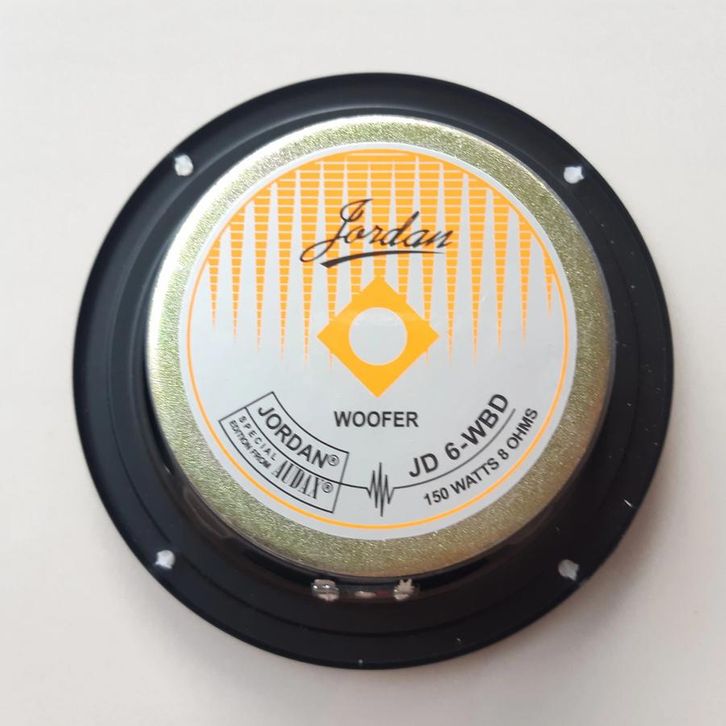 Jordan
WOOFER
JORDAN®
SPECIAL
EDITION FROM AUDAX®
JD 6-WBD
150 WATTS 8 OHMS